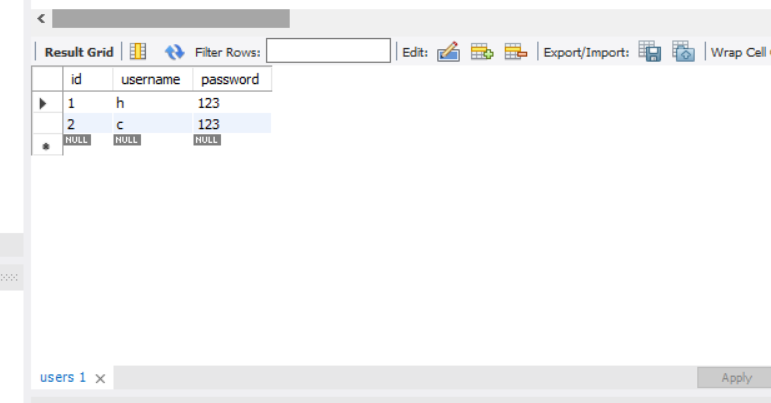 Result Grid Filter Rows: Edit: Export/Import: Wrap Cell
id username password
1 h 123
2 c 123
NULL NULL NULL
users 1
Apply